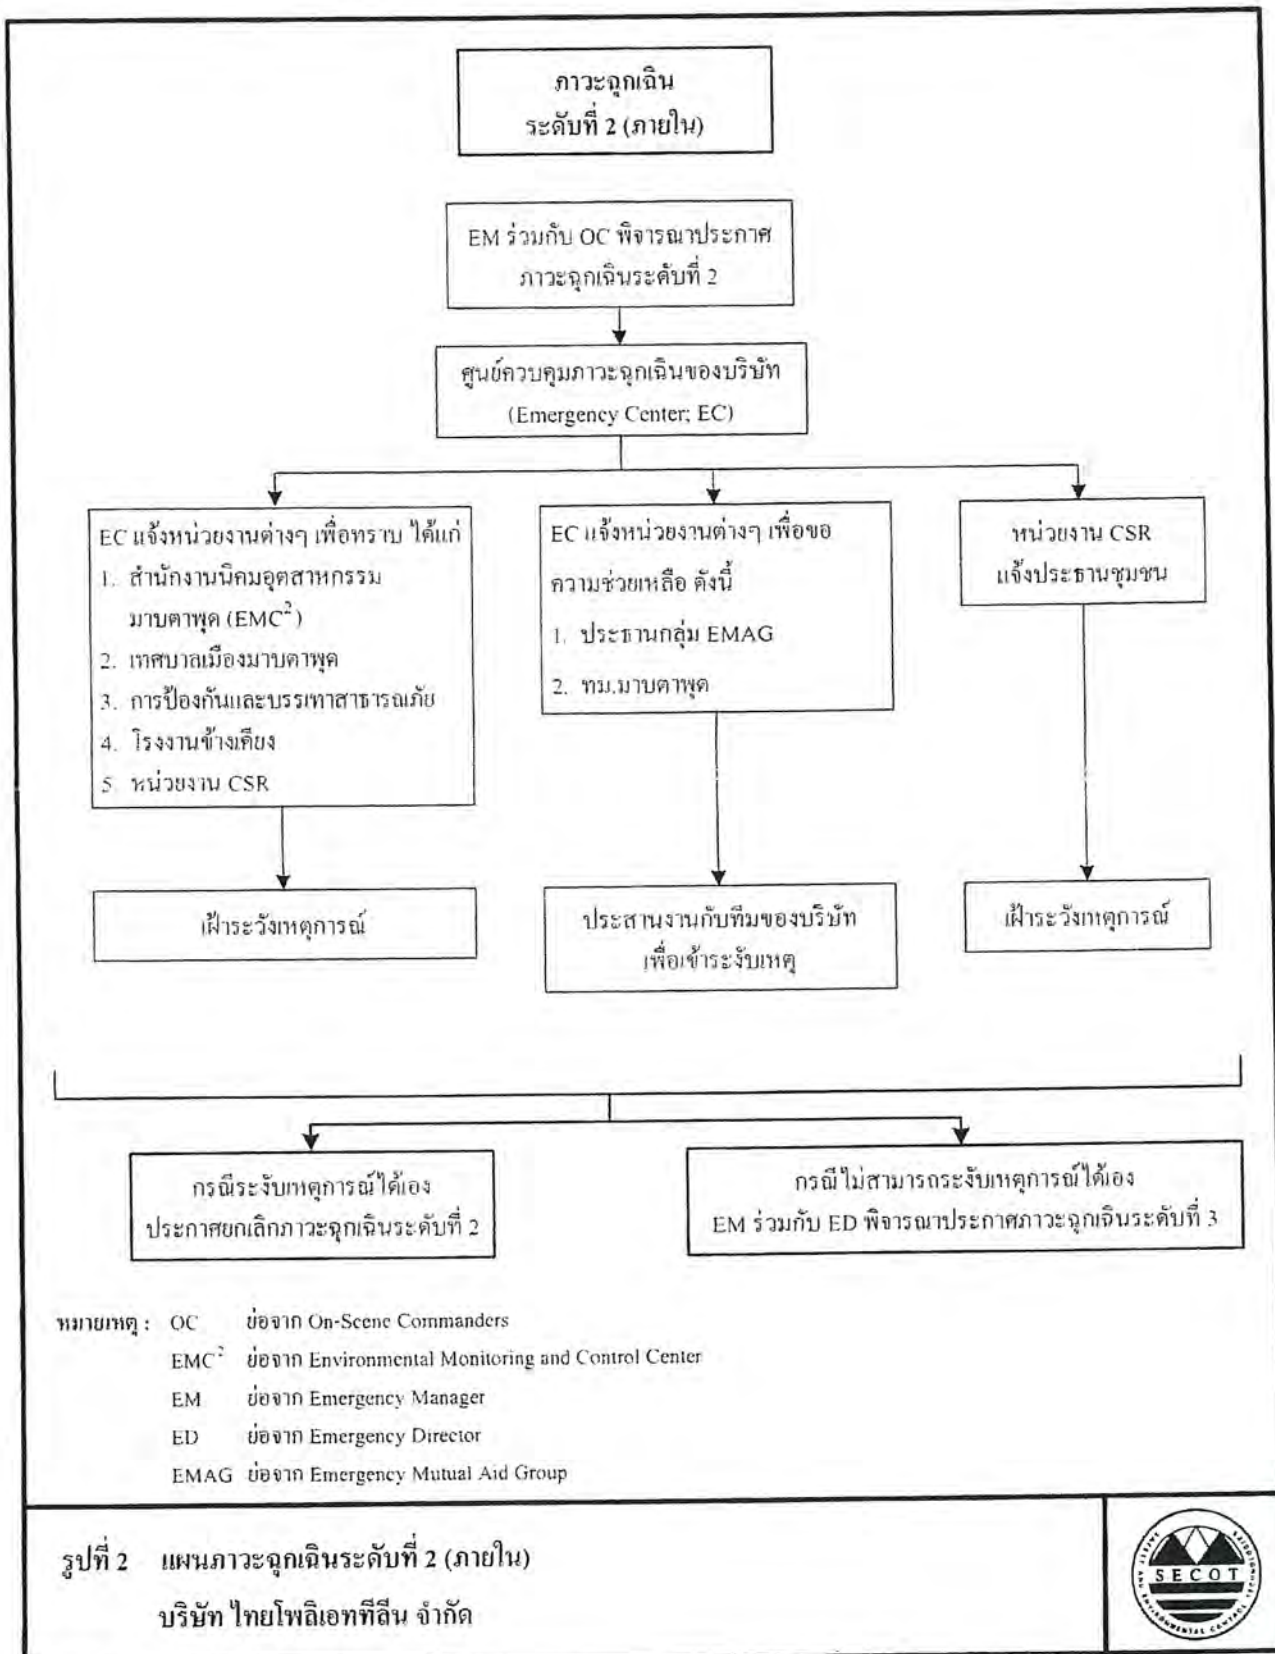 ภาวะฉุกเฉิน
ระดับที่ 2 (ภายใน)
EM ร่วมกับ OC พิจารณาประกาศ
ภาวะฉุกเฉินระดับที่ 2
ศูนย์ควบคุมภาวะฉุกเฉินของบริษัท
(Emergency Center; EC)
EC แจ้งหน่วยงานต่างๆ เพื่อทราบ ได้แก่
1. สำนักงานนิคมอุตสาหกรรม
มาบตาพุด (EMC²)
2. เทศบาลเมืองมาบตาพุด
3. การป้องกันและบรรเทาสาธารณภัย
4. โรงงานข้างเคียง
5. หน่วยงาน CSR
EC แจ้งหน่วยงานต่างๆ เพื่อขอ
ความช่วยเหลือ ดังนี้
1. ประธานกลุ่ม EMAG
2. ทม.มาบตาพุด
หน่วยงาน CSR
แจ้งประธานชุมชน
เฝ้าระวังเหตุการณ์
ประสานงานกับทีมของบริษัท
เพื่อเข้าระงับเหตุ
เฝ้าระวังเหตุการณ์
กรณีระงับเหตุการณ์ได้เอง
ประกาศยกเลิกภาวะฉุกเฉินระดับที่ 2
กรณีไม่สามารถระงับเหตุการณ์ได้เอง
EM ร่วมกับ ED พิจารณาประกาศภาวะฉุกเฉินระดับที่ 3
หมายเหตุ : OC ย่อจาก On-Scene Commanders
EMC² ย่อจาก Environmental Monitoring and Control Center
EM ย่อจาก Emergency Manager
ED ย่อจาก Emergency Director
EMAG ย่อจาก Emergency Mutual Aid Group
รูปที่ 2 แผนภาวะฉุกเฉินระดับที่ 2 (ภายใน)
บริษัท ไทยโพลิเอททีลีน จำกัด
SECOT